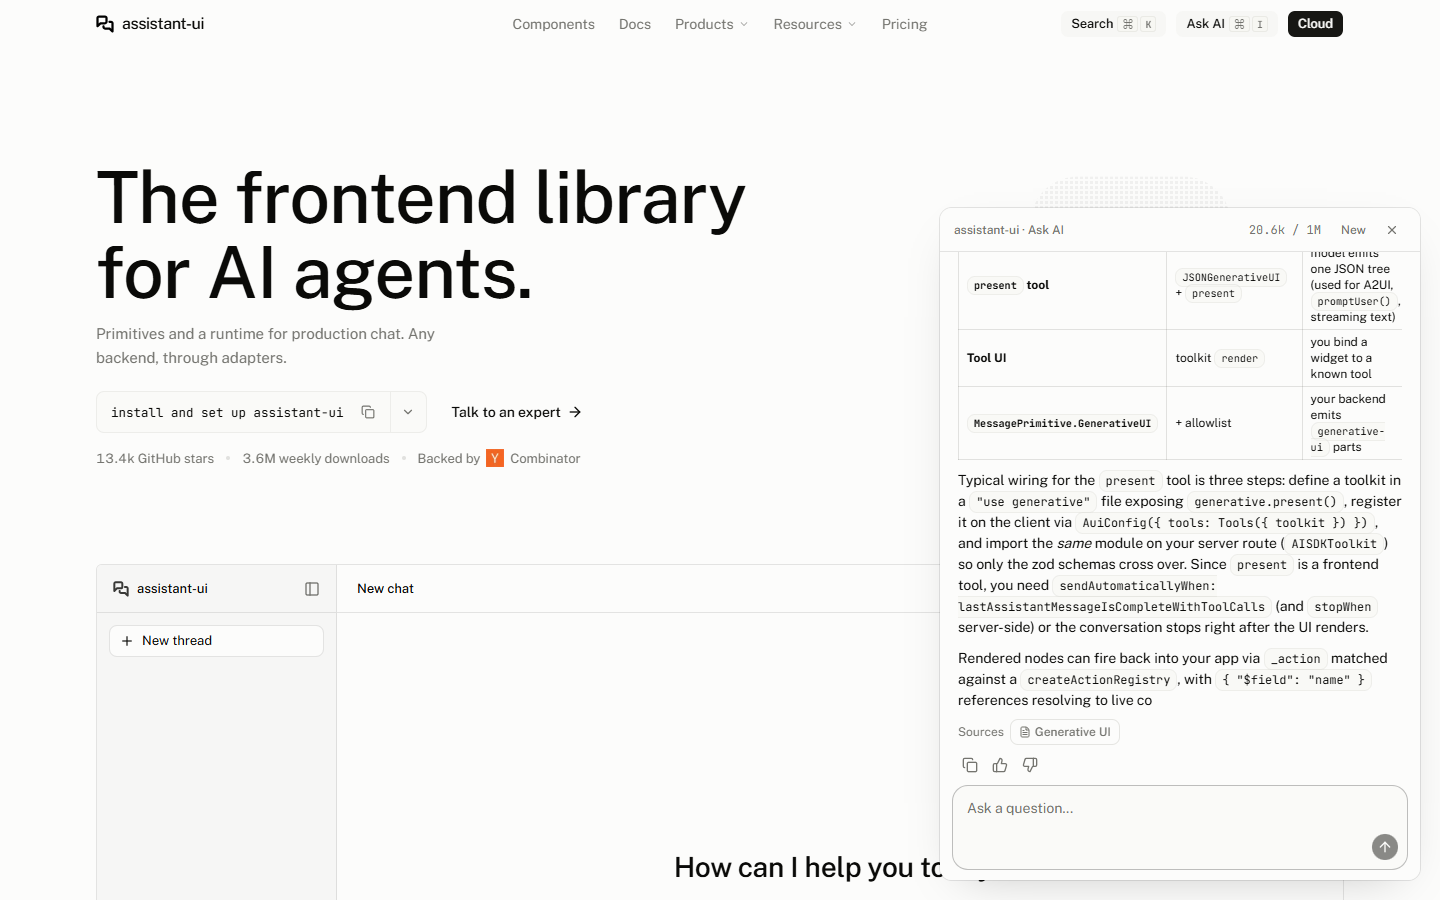 assistant-ui
Components Docs Products Resources Pricing
Search ⌘ K Ask AI ⌘ I Cloud
The frontend library
for AI agents.
Primitives and a runtime for production chat. Any
backend, through adapters.
install and set up assistant-ui
Talk to an expert →
13.4k GitHub stars • 3.6M weekly downloads • Backed by Y Combinator
assistant-ui
New chat
+ New thread
How can I help you to
assistant-ui · Ask AI 20.6k / 1M New
model emits
one JSON tree
(used for A2UI,
promptUser() ,
streaming text)
present tool
JSONGenerativeUI
+ present
Tool UI
toolkit render
you bind a
widget to a
known tool
MessagePrimitive.GenerativeUI
+ allowlist
your backend
emits
generative-
ui parts
Typical wiring for the present tool is three steps: define a toolkit in
a "use generative" file exposing generative.present() , register
it on the client via AuiConfig({ tools: Tools({ toolkit }) }) ,
and import the same module on your server route ( AISDKToolkit )
so only the zod schemas cross over. Since present is a frontend
tool, you need sendAutomaticallyWhen:
lastAssistantMessageIsCompleteWithToolCalls (and stopWhen
server-side) or the conversation stops right after the UI renders.
Rendered nodes can fire back into your app via _action matched
against a createActionRegistry , with { "$field": "name" }
references resolving to live co
Sources Generative UI
Ask a question...